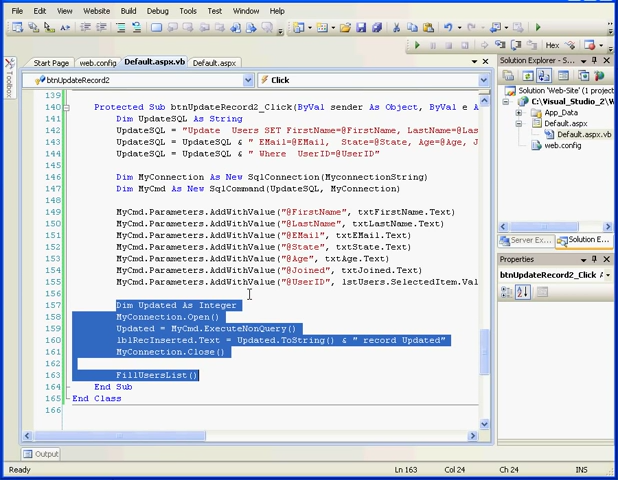 File Edit View Website Build Debug Data Tools Test Window Help
Hex
Start Page web.config Default.aspx.vb Default.aspx
Toolbox
btnUpdateRecord2
Click
139
140 Protected Sub btnUpdateRecord2_Click(ByVal sender As Object, ByVal e A
141 Dim UpdateSQL As String
142 UpdateSQL = "Update  Users SET FirstName=@FirstName, LastName=@Las
143 UpdateSQL = UpdateSQL & " EMail=@EMail,  State=@State, Age=@Age, J
144 UpdateSQL = UpdateSQL & " Where  UserID=@UserID"
145
146 Dim MyConnection As New SqlConnection(MyconnectionString)
147 Dim MyCmd As New SqlCommand(UpdateSQL, MyConnection)
148
149 MyCmd.Parameters.AddWithValue("@FirstName", txtFirstName.Text)
150 MyCmd.Parameters.AddWithValue("@LastName", txtLastName.Text)
151 MyCmd.Parameters.AddWithValue("@EMail", txtEMail.Text)
152 MyCmd.Parameters.AddWithValue("@State", txtState.Text)
153 MyCmd.Parameters.AddWithValue("@Age", txtAge.Text)
154 MyCmd.Parameters.AddWithValue("@Joined", txtJoined.Text)
155 MyCmd.Parameters.AddWithValue("@UserID", lstUsers.SelectedItem.Val
156
157 Dim Updated As Integer
158 MyConnection.Open()
159 Updated = MyCmd.ExecuteNonQuery()
160 lblRecInserted.Text = Updated.ToString() & " record Updated"
161 MyConnection.Close()
162
163 FillUsersList()
164 End Sub
165 End Class
166
Solution Explorer - S
Solution 'Web-Site' (1 projec
C:\Visual_Studio_2\W
App_Data
Default.aspx
Default.aspx.vb
web.config
Server Ex...
Solution E...
Properties
btnUpdateRecord2_Click A
Output
Ready Ln 163 Col 24 Ch 24 INS